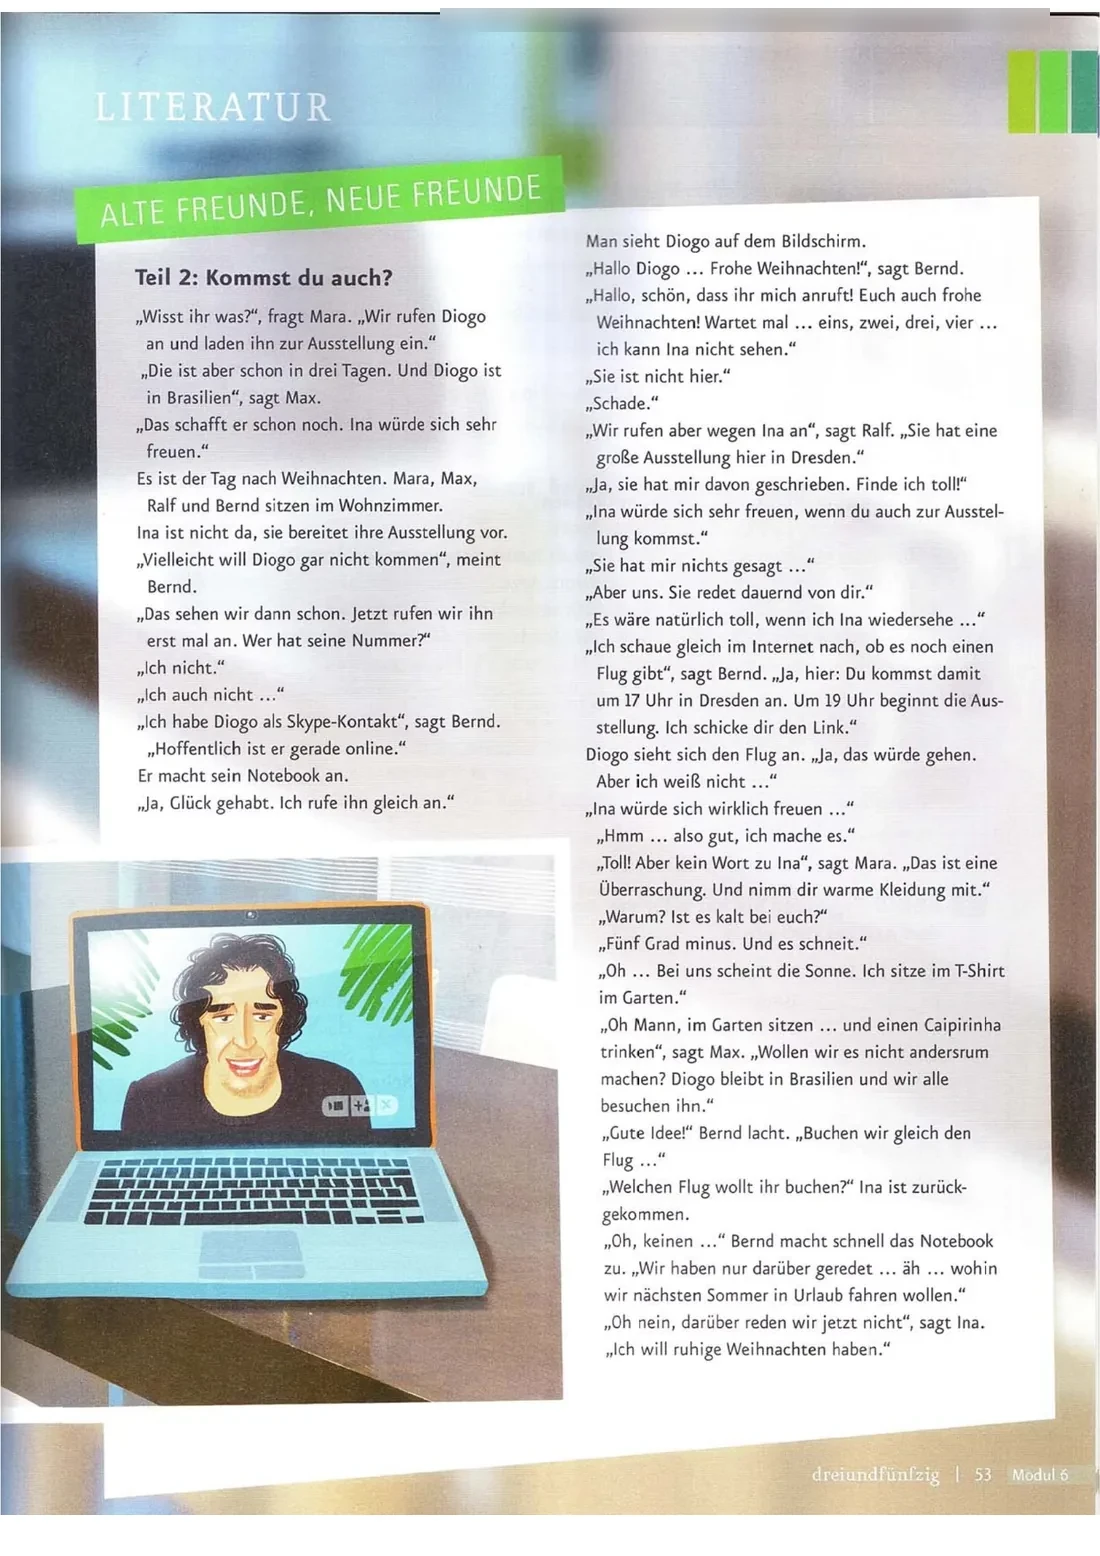 LITERATUR
ALTE FREUNDE, NEUE FREUNDE
Teil 2: Kommst du auch?
„Wisst ihr was?“, fragt Mara. „Wir rufen Diogo
an und laden ihn zur Ausstellung ein.“
„Die ist aber schon in drei Tagen. Und Diogo ist
in Brasilien“, sagt Max.
„Das schafft er schon noch. Ina würde sich sehr
freuen.“
Es ist der Tag nach Weihnachten. Mara, Max,
Ralf und Bernd sitzen im Wohnzimmer.
Ina ist nicht da, sie bereitet ihre Ausstellung vor.
„Vielleicht will Diogo gar nicht kommen“, meint
Bernd.
„Das sehen wir dann schon. Jetzt rufen wir ihn
erst mal an. Wer hat seine Nummer?“
„Ich nicht.“
„Ich auch nicht ...“
„Ich habe Diogo als Skype-Kontakt“, sagt Bernd.
„Hoffentlich ist er gerade online.“
Er macht sein Notebook an.
„Ja, Glück gehabt. Ich rufe ihn gleich an.“
Man sieht Diogo auf dem Bildschirm.
„Hallo Diogo ... Frohe Weihnachten!“, sagt Bernd.
„Hallo, schön, dass ihr mich anruft! Euch auch frohe
Weihnachten! Wartet mal ... eins, zwei, drei, vier ...
ich kann Ina nicht sehen.“
„Sie ist nicht hier.“
„Schade.“
„Wir rufen aber wegen Ina an“, sagt Ralf. „Sie hat eine
große Ausstellung hier in Dresden.“
„Ja, sie hat mir davon geschrieben. Finde ich toll!“
„Ina würde sich sehr freuen, wenn du auch zur Ausstel-
lung kommst.“
„Sie hat mir nichts gesagt ...“
„Aber uns. Sie redet dauernd von dir.“
„Es wäre natürlich toll, wenn ich Ina wiedersehe ...“
„Ich schaue gleich im Internet nach, ob es noch einen
Flug gibt“, sagt Bernd. „Ja, hier: Du kommst damit
um 17 Uhr in Dresden an. Um 19 Uhr beginnt die Aus-
stellung. Ich schicke dir den Link.“
Diogo sieht sich den Flug an. „Ja, das würde gehen.
Aber ich weiß nicht ...“
„Ina würde sich wirklich freuen ...“
„Hmm ... also gut, ich mache es.“
„Toll! Aber kein Wort zu Ina“, sagt Mara. „Das ist eine
Überraschung. Und nimm dir warme Kleidung mit.“
„Warum? Ist es kalt bei euch?“
„Fünf Grad minus. Und es schneit.“
„Oh ... Bei uns scheint die Sonne. Ich sitze im T-Shirt
im Garten.“
„Oh Mann, im Garten sitzen ... und einen Caipirinha
trinken“, sagt Max. „Wollen wir es nicht andersrum
machen? Diogo bleibt in Brasilien und wir alle
besuchen ihn.“
„Gute Idee!“ Bernd lacht. „Buchen wir gleich den
Flug ...“
„Welchen Flug wollt ihr buchen?“ Ina ist zurück-
gekommen.
„Oh, keinen ...“ Bernd macht schnell das Notebook
zu. „Wir haben nur darüber geredet ... äh ... wohin
wir nächsten Sommer in Urlaub fahren wollen.“
„Oh nein, darüber reden wir jetzt nicht“, sagt Ina.
„Ich will ruhige Weihnachten haben.“
dreiundfünfzig | 53 Modul 6